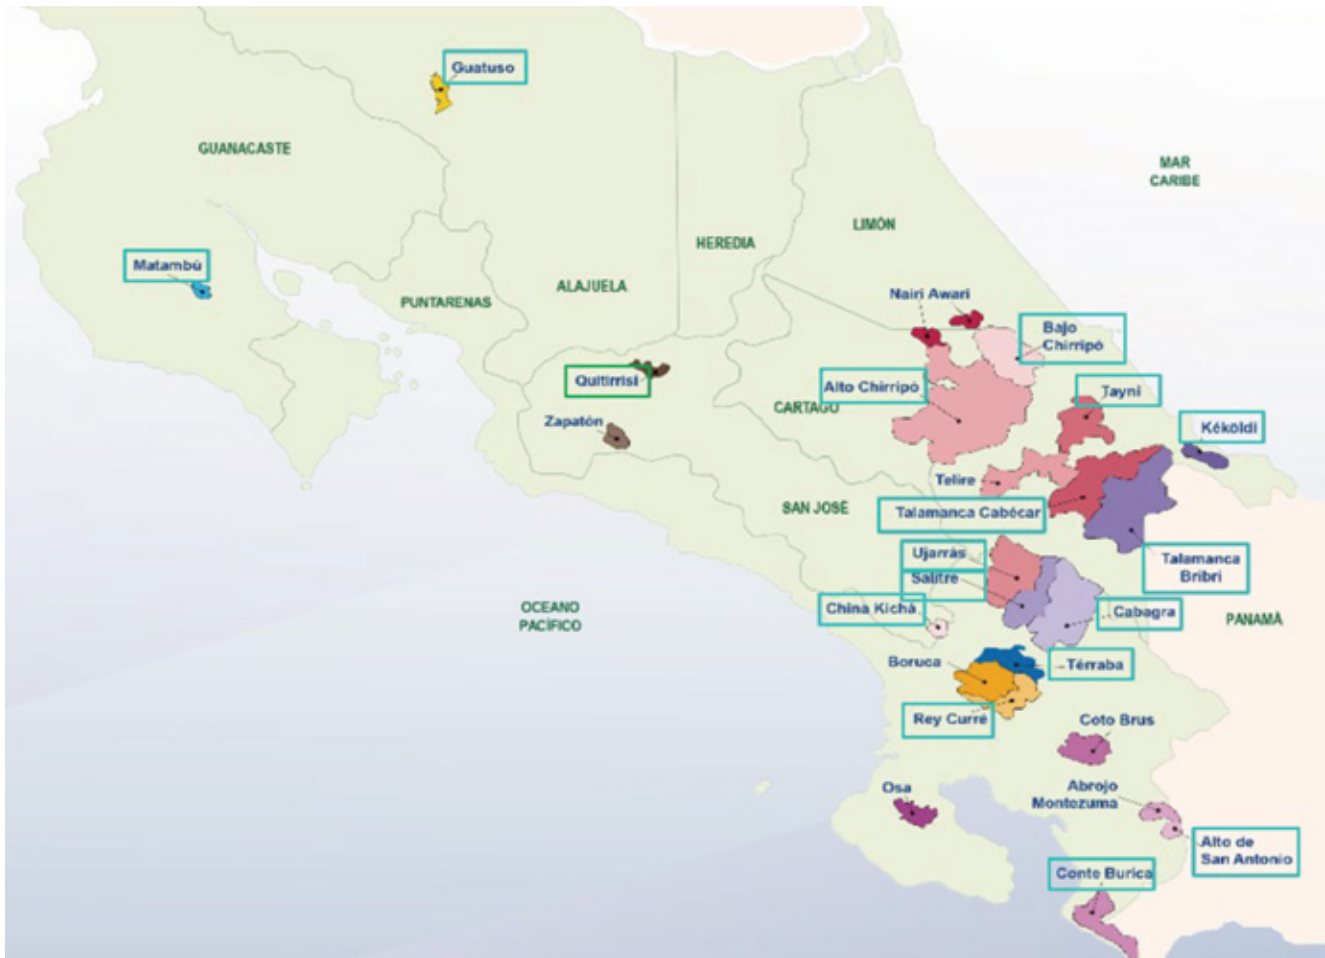 Guatuso
GUANACASTE
MAR
CARIBE
LIMÓN
HEREDIA
Matambú
ALAJUELA
PUNTARENAS
Nairi Awari
Bajo
Chirripó
Quitirrisí
Alto Chirripó
Tayní
CARTAGO
Zapatón
Kéköldi
Telire
SAN JOSÉ
Talamanca Cabécar
Ujarrás
Talamanca
Bribri
Salitre
China Kichá
OCEANO
PACÍFICO
Cabagra
PANAMÁ
Boruca
Térraba
Rey Curré
Coto Brus
Osa
Abrojo
Montezuma
Alto de
San Antonio
Conte Burica